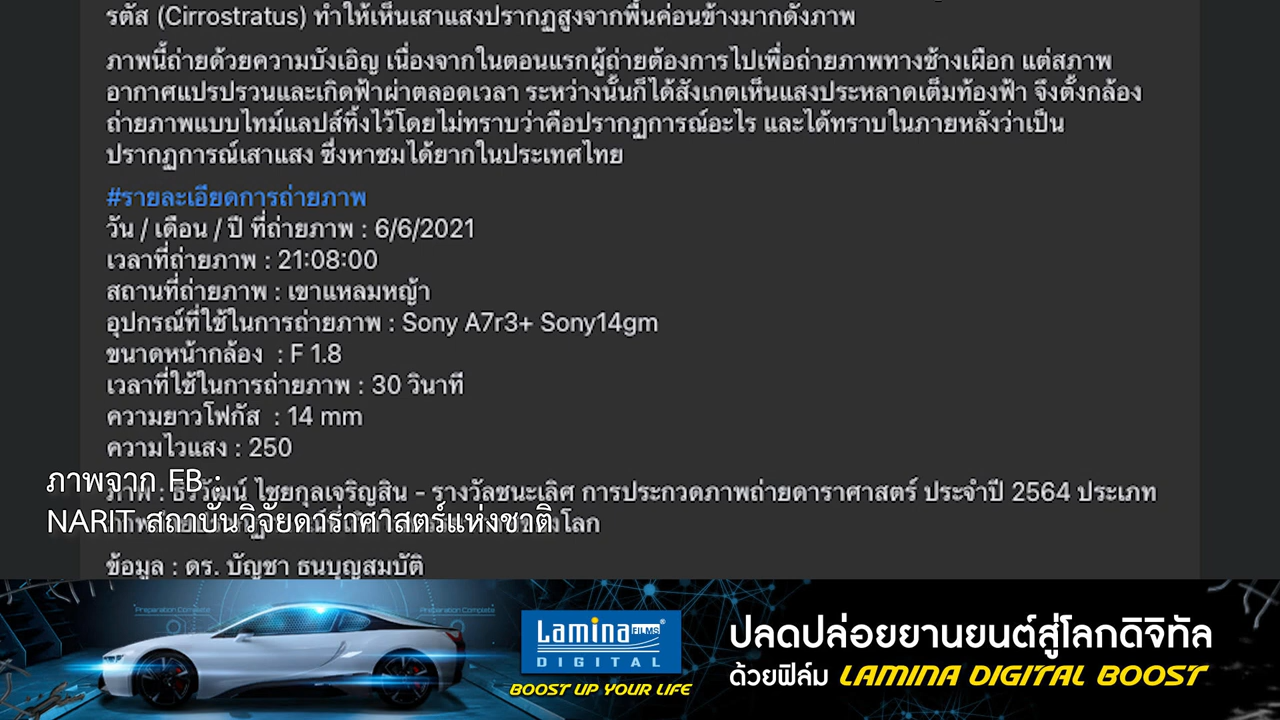 รตัส (Cirrostratus) ทำให้เห็นเสาแสงปรากฏสูงจากพื้นค่อนข้างมากดังภาพ
ภาพนี้ถ่ายด้วยความบังเอิญ เนื่องจากในตอนแรกผู้ถ่ายต้องการไปเพื่อถ่ายภาพทางช้างเผือก แต่สภาพ
อากาศแปรปรวนและเกิดฟ้าผ่าตลอดเวลา ระหว่างนั้นก็ได้สังเกตเห็นแสงประหลาดเต็มท้องฟ้า จึงตั้งกล้อง
ถ่ายภาพแบบไทม์แลปส์ทิ้งไว้โดยไม่ทราบว่าคือปรากฏการณ์อะไร และได้ทราบในภายหลังว่าเป็น
ปรากฏการณ์เสาแสง ซึ่งหาชมได้ยากในประเทศไทย
#รายละเอียดการถ่ายภาพ
วัน / เดือน / ปี ที่ถ่ายภาพ : 6/6/2021
เวลาที่ถ่ายภาพ : 21:08:00
สถานที่ถ่ายภาพ : เขาแหลมหญ้า
อุปกรณ์ที่ใช้ในการถ่ายภาพ : Sony A7r3+ Sony14gm
ขนาดหน้ากล้อง : F 1.8
เวลาที่ใช้ในการถ่ายภาพ : 30 วินาที
ความยาวโฟกัส : 14 mm
ความไวแสง : 250
ภาพจาก FB :
ภาพ : ธีรวัฒน์ ไชยกุลเจริญสิน - รางวัลชนะเลิศ การประกวดภาพถ่ายดาราศาสตร์ ประจำปี 2564 ประเภท
NARIT สถาบันวิจัยดาราศาสตร์แห่งชาติ
ข้อมูล : ดร. บัญชา ธนบุญสมบัติ
Preparation Complete
Preparation Complete
Lamina FILMS®
DIGITAL
BOOST UP YOUR LIFE
ปลดปล่อยยานยนต์สู่โลกดิจิทัล
ด้วยฟิล์ม LAMINA DIGITAL BOOST